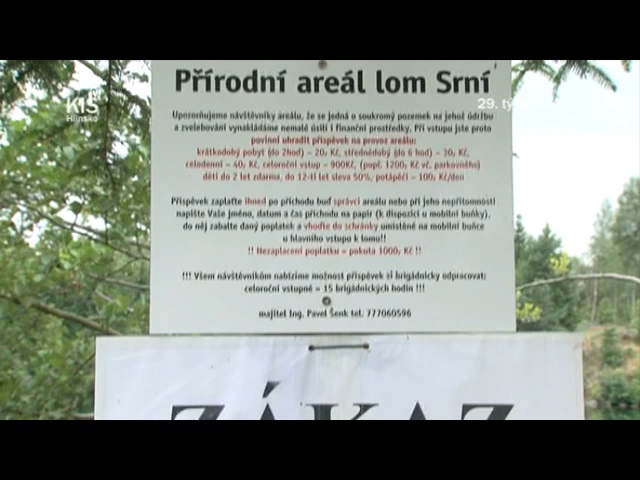 Přírodní areál lom Srní
KIS
Hlinsko
29. tý
Upozorňujeme návštěvníky areálu, že se jedná o soukromý pozemek na jehož údržbu
a zvelebování vynakládáme nemalé úsilí i finanční prostředky. Při vstupu jste proto
povinni uhradit příspěvek na provoz areálu:
krátkodobý pobyt (do 2hod) – 20,- Kč, střednědobý (do 6 hod) – 30,- Kč,
celodenní – 40,- Kč, celoroční vstup – 900Kč, (popř. 1200,- Kč vč. parkovného)
děti do 2 let zdarma, do 12-ti let sleva 50%, potápěči – 100,- Kč/den
Příspěvek zaplaťte ihned po příchodu buď správci areálu nebo při jeho nepřítomnosti
napište Vaše jméno, datum a čas příchodu na papír (k dispozici u mobilní buňky),
do něj zabalte daný poplatek a vhoďte do schránky umístěné na mobilní buňce
u hlavního vstupu k lomu!!
!! Nezaplacení poplatku = pokuta 1000,- Kč !!
!!! Všem návštěvníkům nabízíme možnost příspěvek si brigádnicky odpracovat:
celoroční vstupné = 15 brigádnických hodin !!!
majitel Ing. Pavel Šenk tel. 777060596
ZÁKAZ